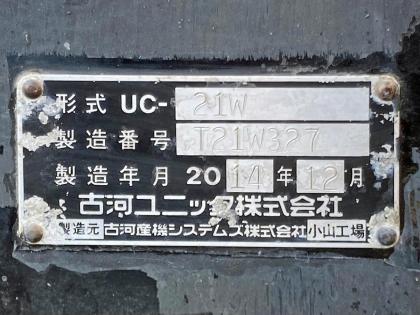 形式 UC-21W
製造番号 T21W327
製造年月 2014年12月
古河ユニック株式会社
製造元 古河産機システムズ株式会社 小山工場